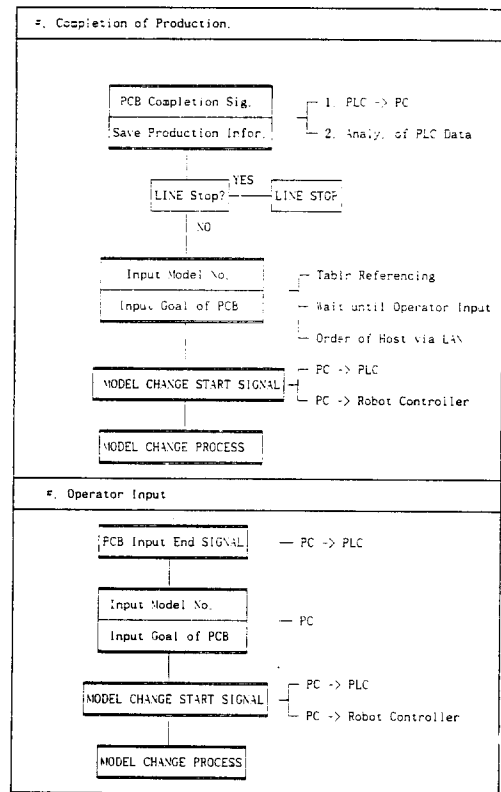 #. Completion of Production.
PCB Completion Sig.
Save Production Infor.
1. PLC -> PC
2. Analy. of PLC Data
LINE Stop?
YES
LINE STOP
NO
Input Model No.
Input Goal of PCB
Tablr Referencing
Wait until Operator Input
Order of Host via LAN
MODEL CHANGE START SIGNAL
PC -> PLC
PC -> Robot Controller
MODEL CHANGE PROCESS
#. Operator Input
PCB Input End SIGNAL
PC -> PLC
Input Model No.
Input Goal of PCB
PC
MODEL CHANGE START SIGNAL
PC -> PLC
PC -> Robot Controller
MODEL CHANGE PROCESS